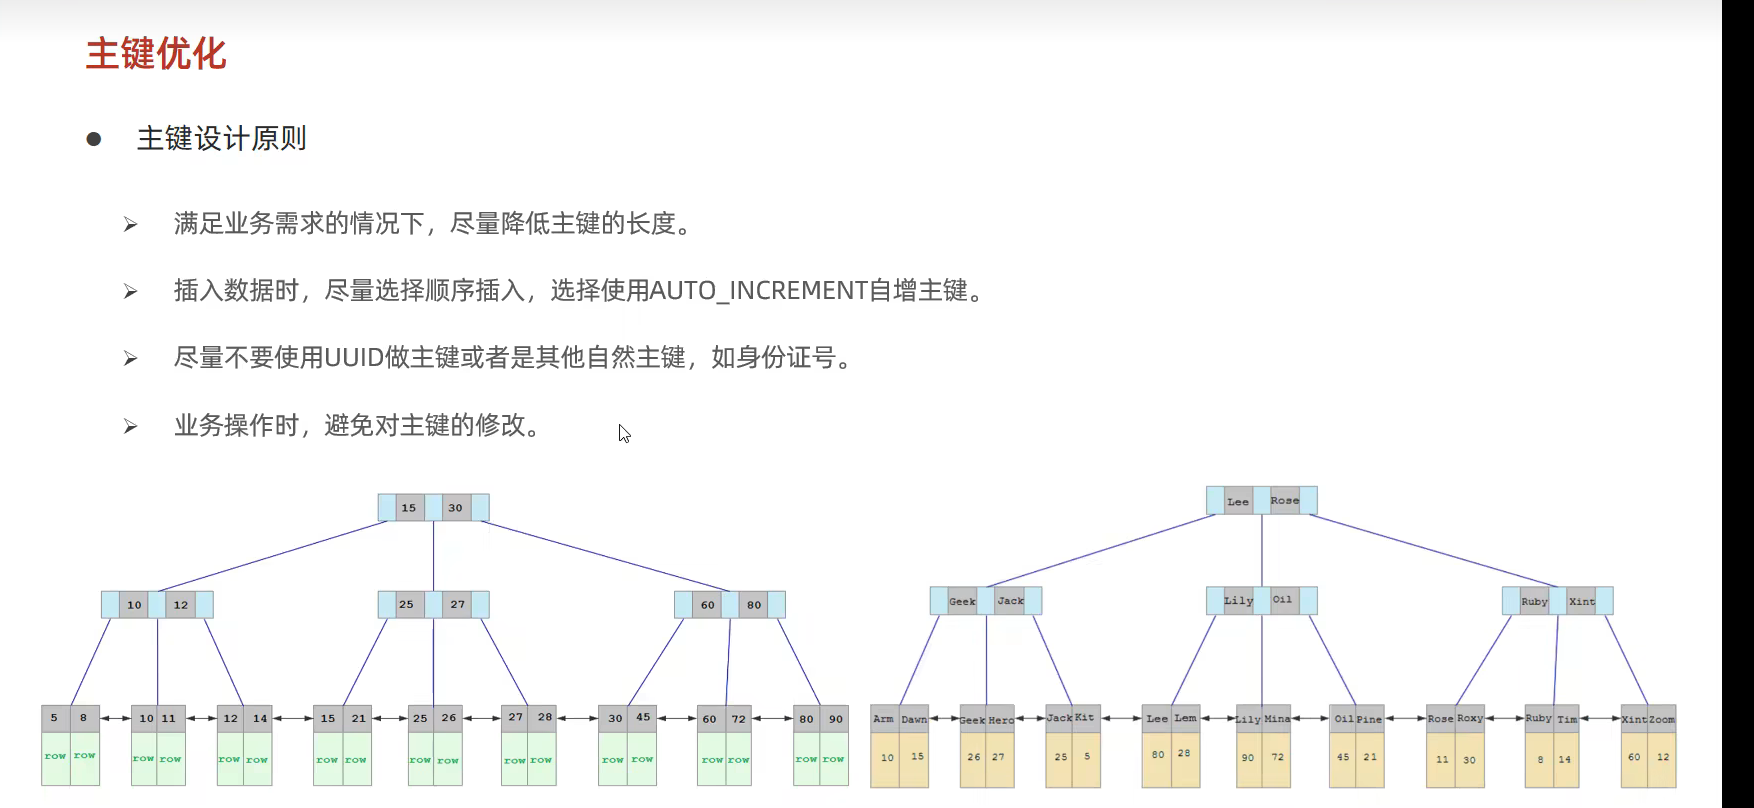 主键优化
主键设计原则
满足业务需求的情况下，尽量降低主键的长度。
插入数据时，尽量选择顺序插入，选择使用AUTO_INCREMENT自增主键。
尽量不要使用UUID做主键或者是其他自然主键，如身份证号。
业务操作时，避免对主键的修改。
15 30
10 12 25 27 60 80
5 8 10 11 12 14 15 21 25 26 27 28 30 45 60 72 80 90
row row row row row row row row row row row row row row row row row row
Lee Rose
Geek Jack Lily Oil Ruby Xint
Arm Dawn Geek Hero Jack Kit Lee Lem Lily Mina Oil Pine Rose Roxy Ruby Tim Xint Zoom
10 15 26 27 25 5 80 28 90 72 45 21 11 30 8 14 60 12